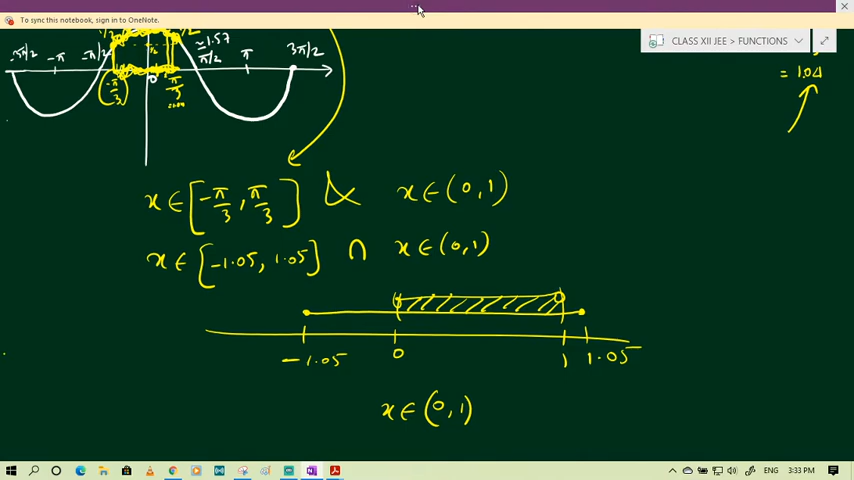 To sync this notebook, sign in to OneNote.
CLASS XII JEE > FUNCTIONS
= 1.04
-3π/2 -π -π/2 0 π/2 π 3π/2
≈1.57
-π/3 π/3
x∈[-π/3, π/3] & x∈(0,1)
x∈[-1.05, 1.05] ∩ x∈(0,1)
-1.05 0 1 1.05
x∈(0,1)
ENG 3:33 PM